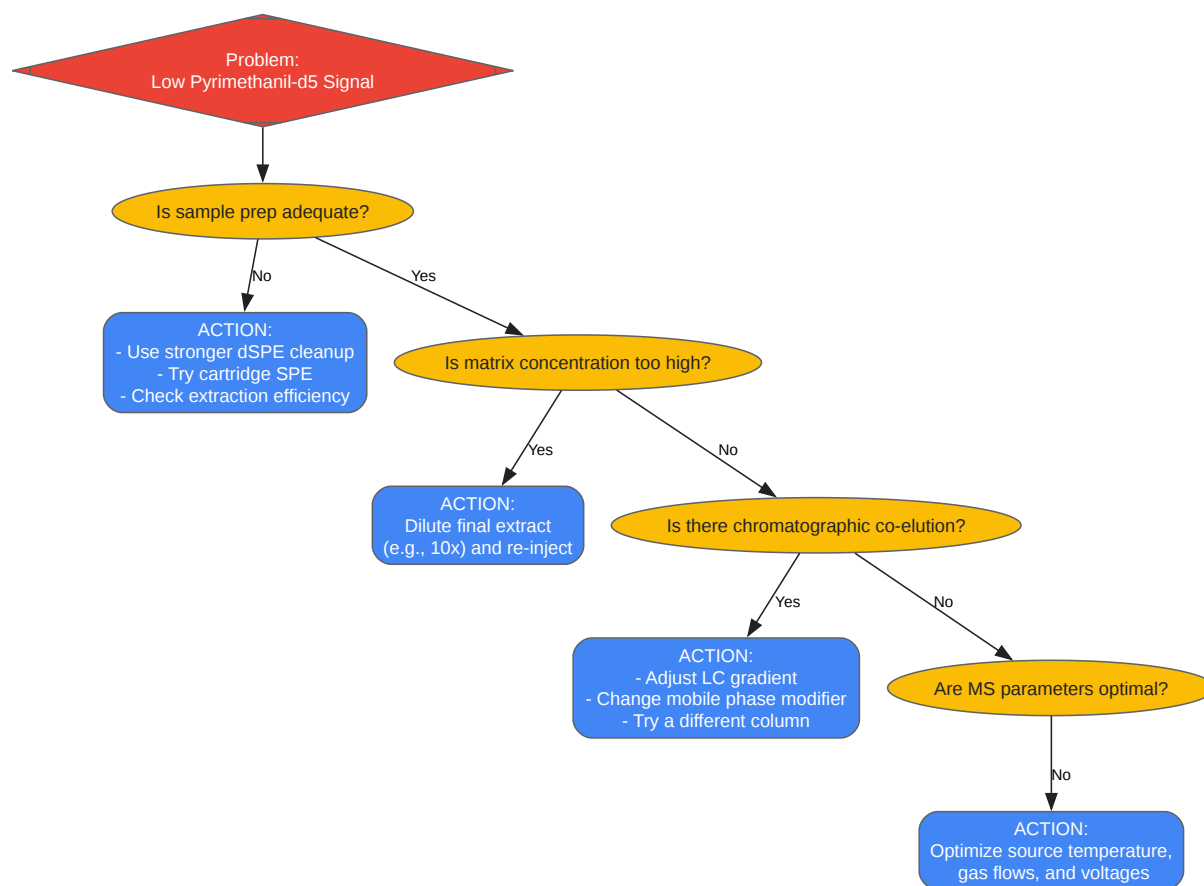 Problem:
Low Pyrimethanil-d5 Signal
Is sample prep adequate?
No
Yes
ACTION:
- Use stronger dSPE cleanup
- Try cartridge SPE
- Check extraction efficiency
Is matrix concentration too high?
Yes
No
ACTION:
Dilute final extract
(e.g., 10x) and re-inject
Is there chromatographic co-elution?
Yes
No
ACTION:
- Adjust LC gradient
- Change mobile phase modifier
- Try a different column
Are MS parameters optimal?
No
ACTION:
Optimize source temperature,
gas flows, and voltages